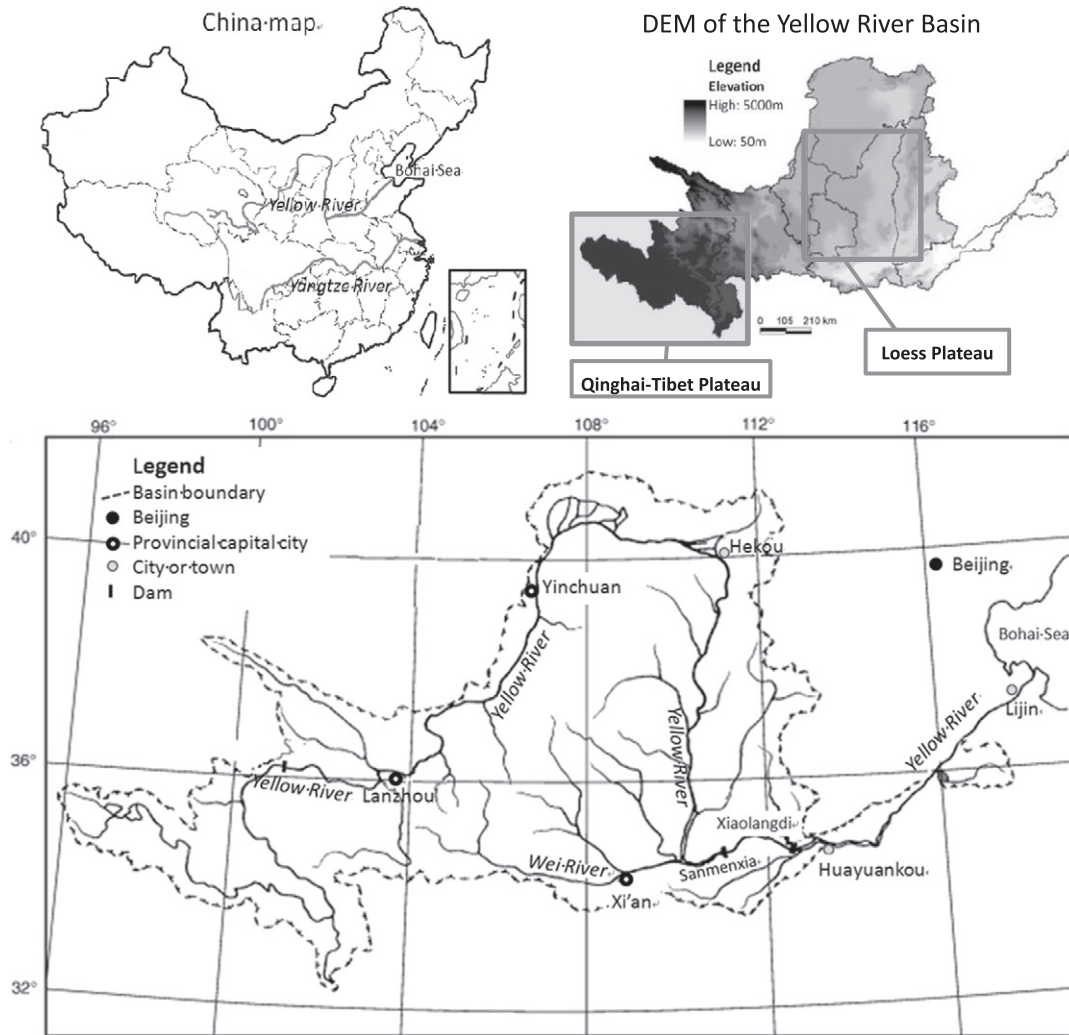 China·map
Bohai·Sea
Yellow·River
Yangtze·River
DEM of the Yellow River Basin
Legend
Elevation
High: 5000m
Low: 50m
0 105 210 km
Loess Plateau
Qinghai-Tibet Plateau
96° 100° 104° 108° 112° 116°
Legend
Basin·boundary
Beijing
Provincial·capital·city
City·or·town
Dam
40°
36°
32°
Hekou
Beijing
Yinchuan
Bohai·Sea
Yellow·River
Lijin
Yellow·River
Yellow·River
Yellow·River
Lanzhou
Xiaolangdi
Wei·River
Sanmenxia
Huayuankou
Xi'an